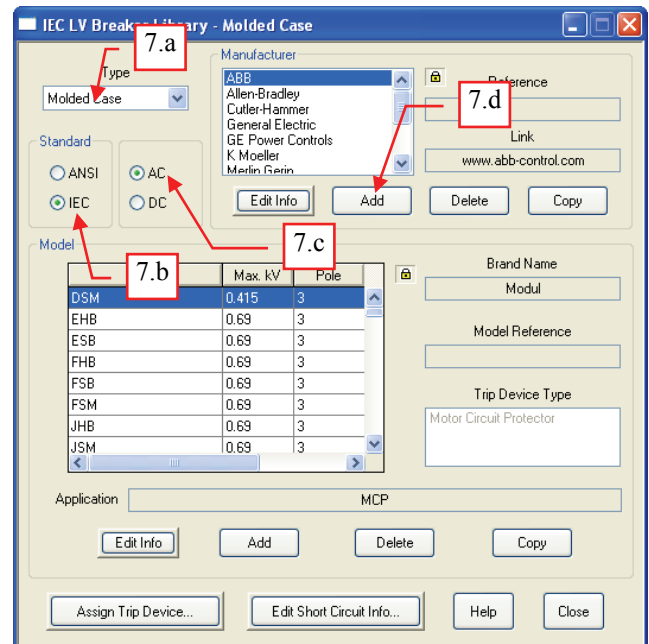 IEC LV Breaker Library - Molded Case
7.a
Type
Molded Case
Standard
ANSI
IEC
AC
DC
7.b
7.c
Manufacturer
ABB
Allen-Bradley
Cutler-Hammer
General Electric
GE Power Controls
K Moeller
Merlin Gerin
7.d
Reference
Link
www.abb-control.com
Edit Info
Add
Delete
Copy
Model
Max. kV
Pole
DSM 0.415 3
EHB 0.69 3
ESB 0.69 3
FHB 0.69 3
FSB 0.69 3
FSM 0.69 3
JHB 0.69 3
JSM 0.69 3
Brand Name
Modul
Model Reference
Trip Device Type
Motor Circuit Protector
Application MCP
Edit Info
Add
Delete
Copy
Assign Trip Device...
Edit Short Circuit Info...
Help
Close